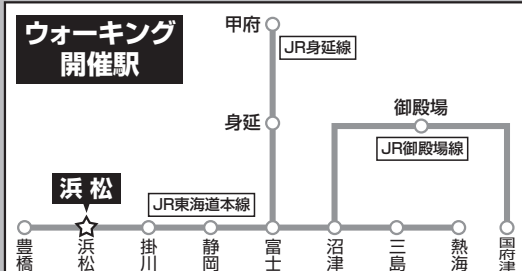 ウォーキング
開催駅
甲府
JR身延線
身延
御殿場
JR御殿場線
浜松
JR東海道本線
豊橋
浜松
掛川
静岡
富士
沼津
三島
熱海
国府津